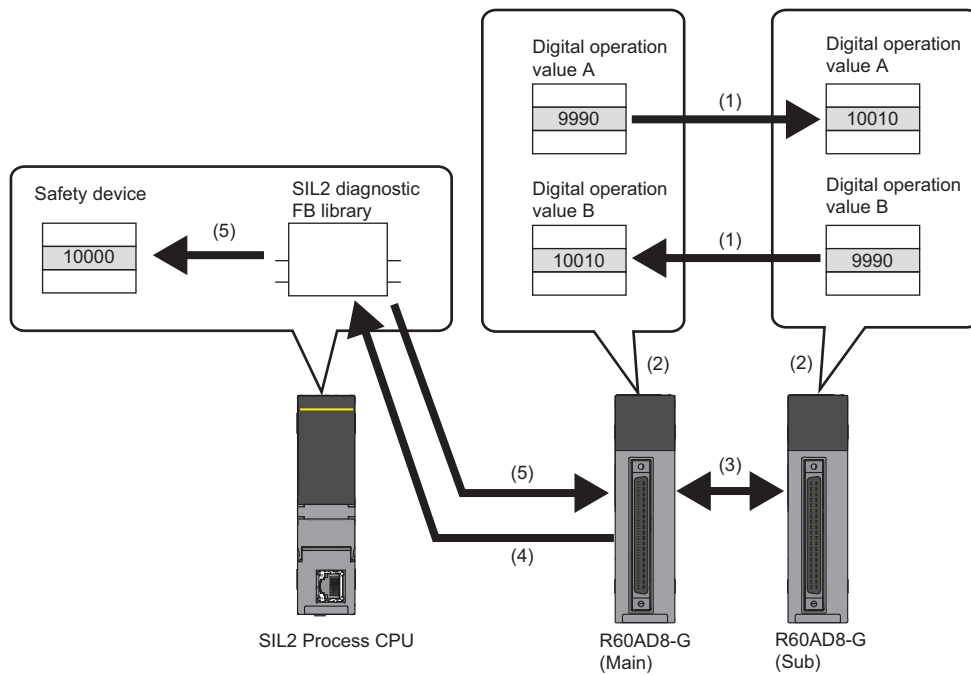 Digital operation
value A
9990
(1)
Digital operation
value A
10010
Digital operation
value B
10010
(1)
Digital operation
value B
9990
Safety device
10000
(5)
SIL2 diagnostic
FB library
(2)
(2)
(3)
(5)
(4)
SIL2 Process CPU
R60AD8-G
(Main)
R60AD8-G
(Sub)